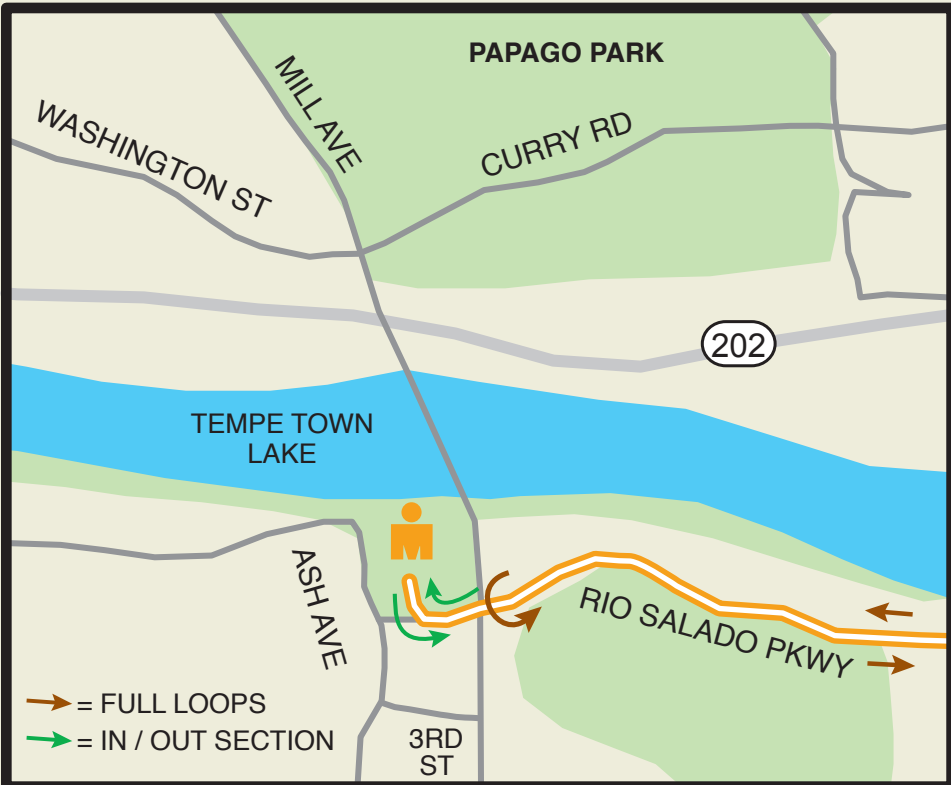 PAPAGO PARK
MILL AVE
WASHINGTON ST
CURRY RD
202
TEMPE TOWN
LAKE
ASH AVE
RIO SALADO PKWY
= FULL LOOPS
= IN / OUT SECTION
3RD
ST